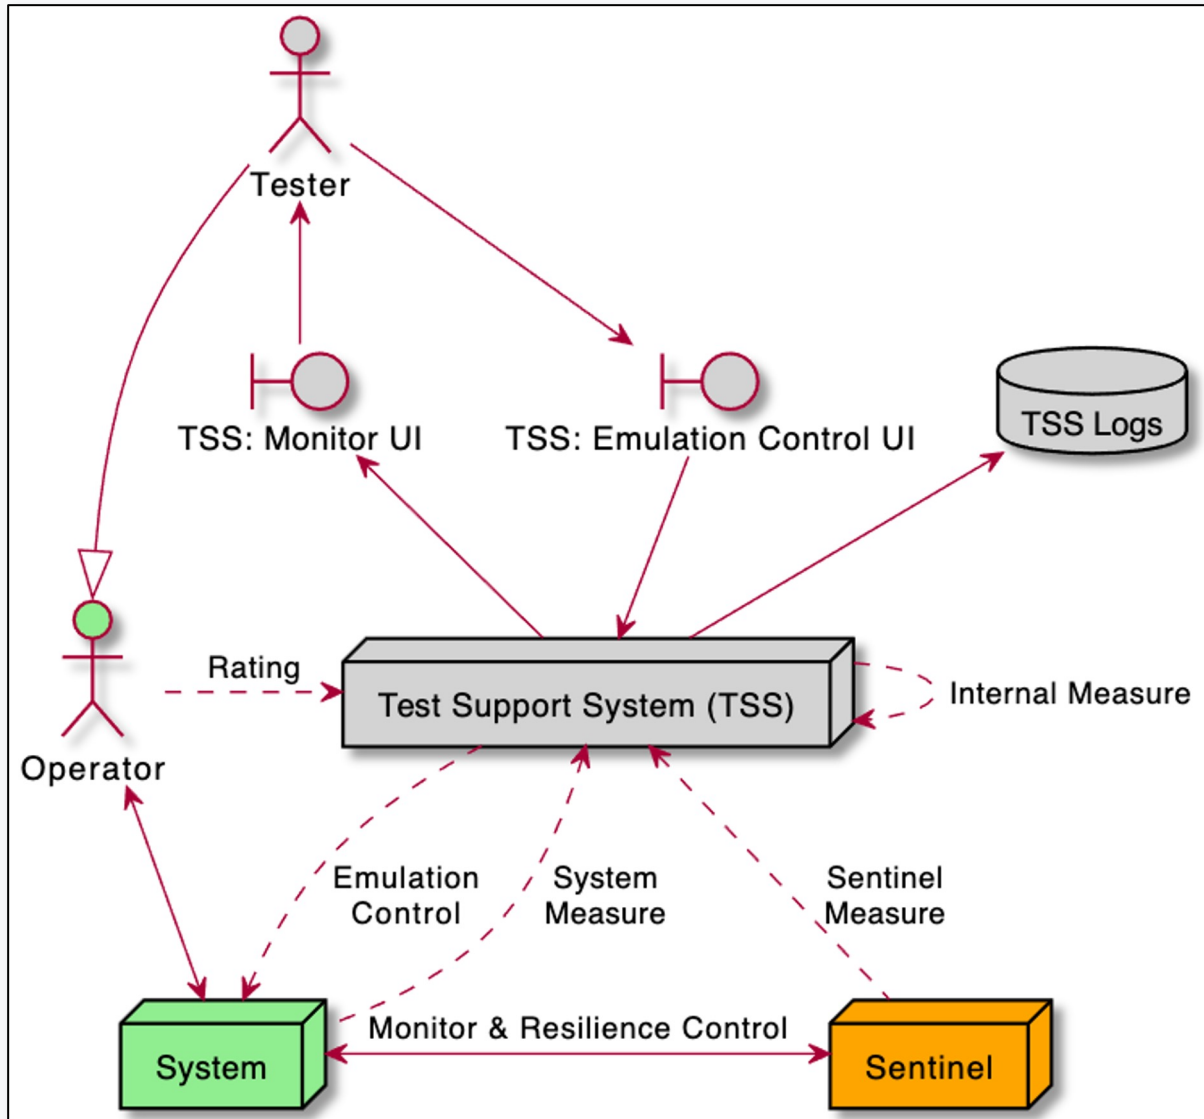 Tester
TSS: Monitor UI
TSS: Emulation Control UI
TSS Logs
Rating
Test Support System (TSS)
Internal Measure
Operator
Emulation
Control
System
Measure
Sentinel
Measure
Monitor & Resilience Control
System
Sentinel